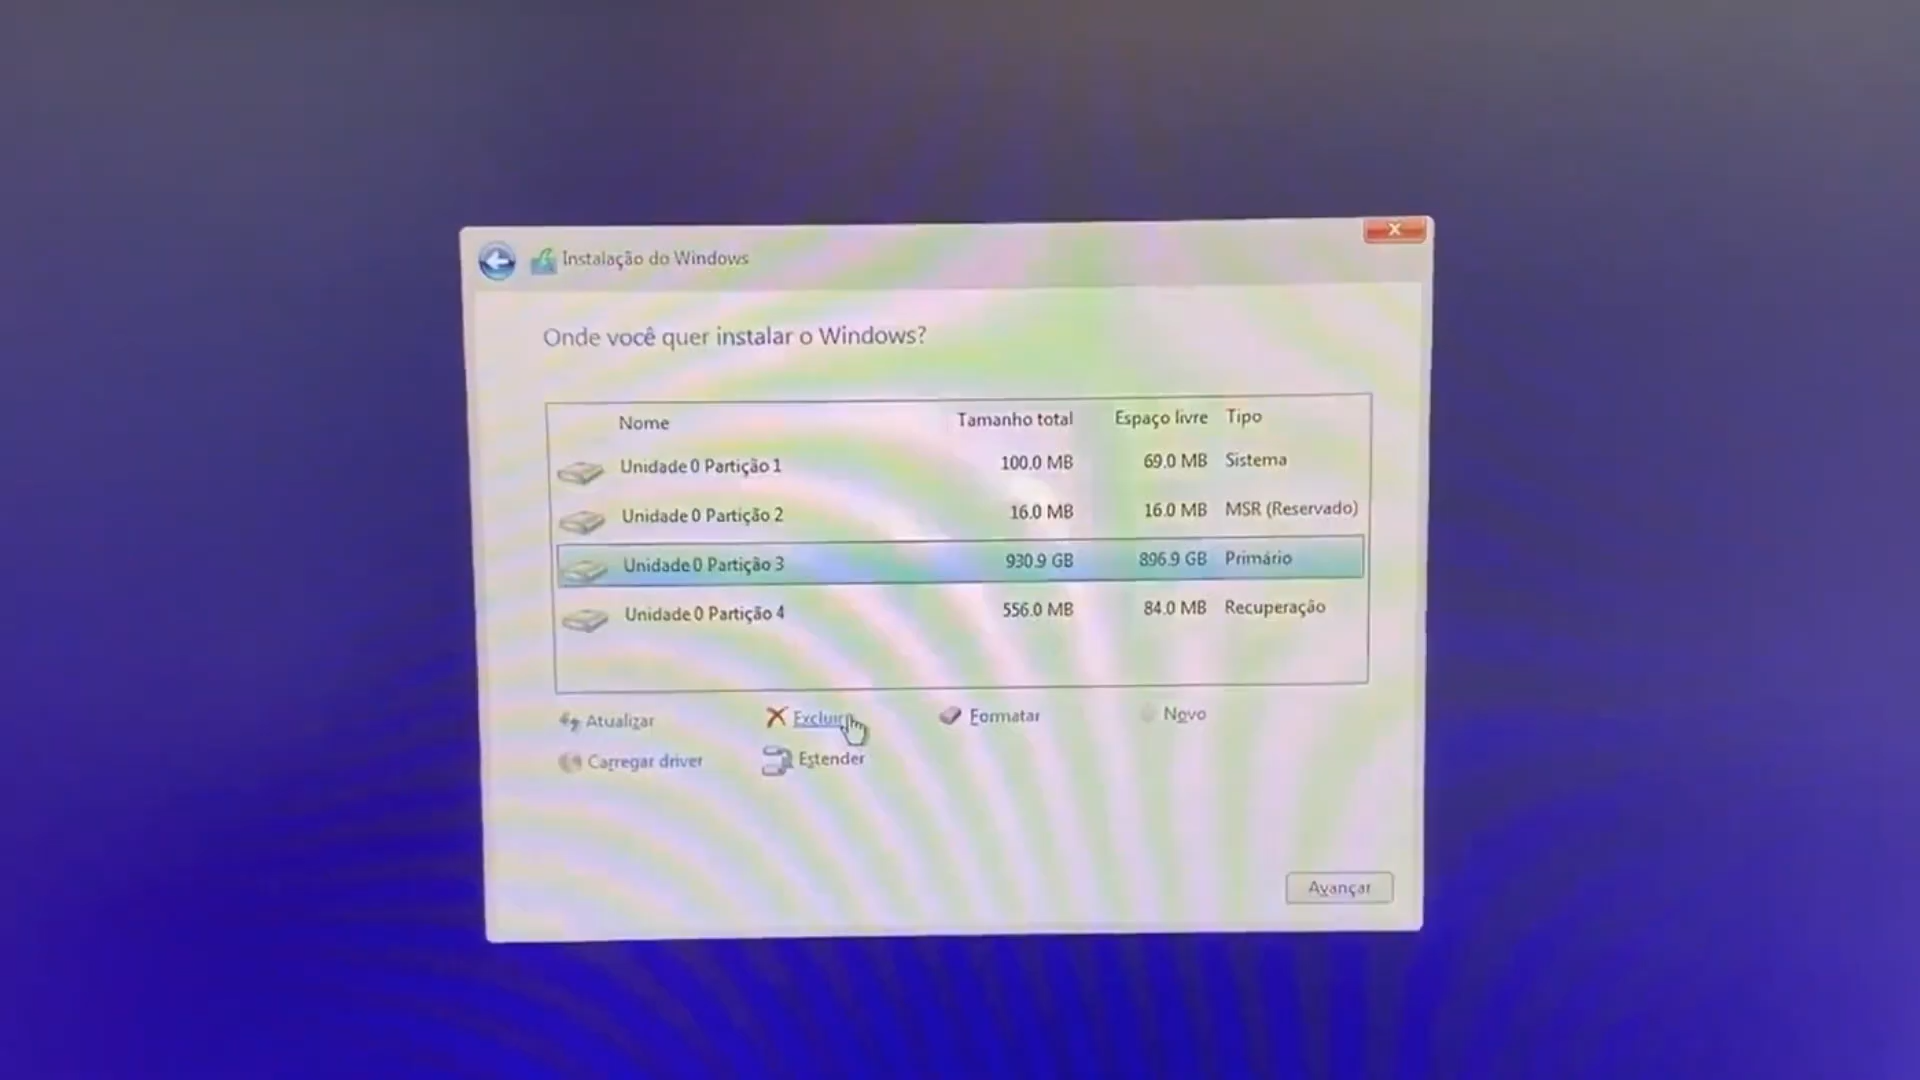 Instalação do Windows
Onde você quer instalar o Windows?
Nome Tamanho total Espaço livre Tipo
Unidade 0 Partição 1 100.0 MB 69.0 MB Sistema
Unidade 0 Partição 2 16.0 MB 16.0 MB MSR (Reservado)
Unidade 0 Partição 3 930.9 GB 896.9 GB Primário
Unidade 0 Partição 4 556.0 MB 84.0 MB Recuperação
Atualizar Excluir Formatar Novo
Carregar driver Estender
Avançar